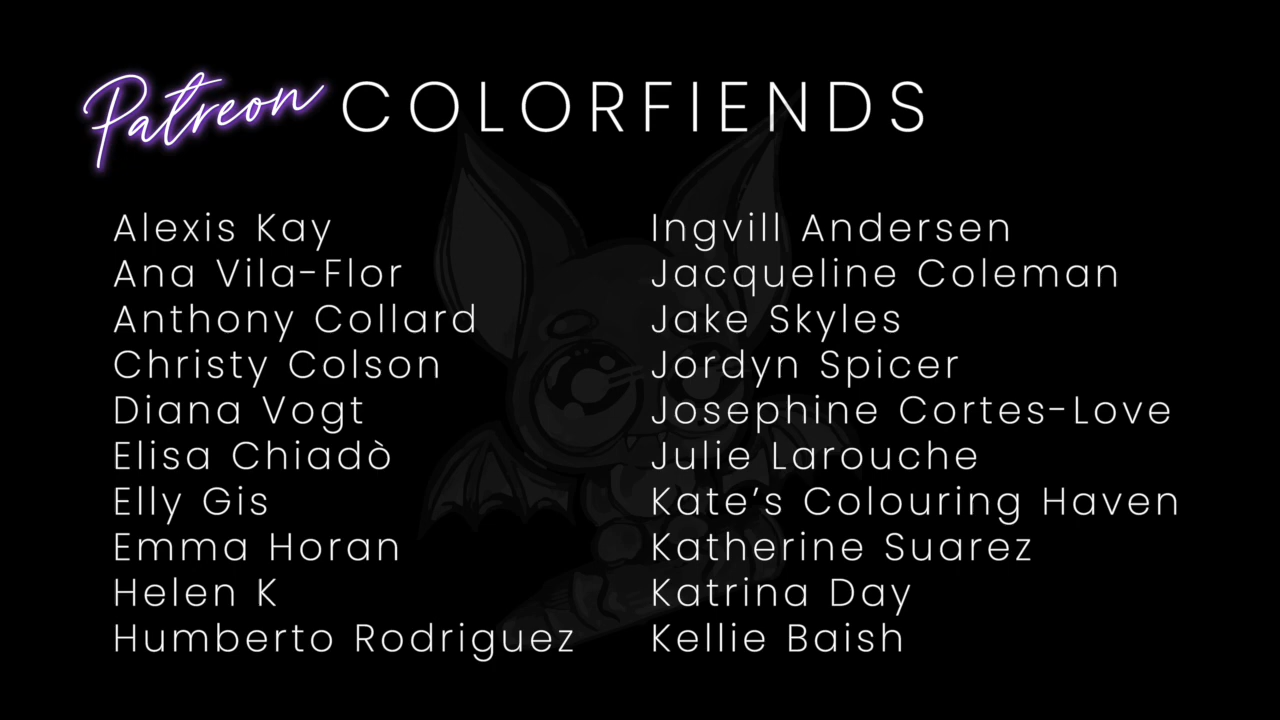 Patreon COLORFIENDS
Alexis Kay
Ana Vila-Flor
Anthony Collard
Christy Colson
Diana Vogt
Elisa Chiadò
Elly Gis
Emma Horan
Helen K
Humberto Rodriguez
Ingvill Andersen
Jacqueline Coleman
Jake Skyles
Jordyn Spicer
Josephine Cortes-Love
Julie Larouche
Kate’s Colouring Haven
Katherine Suarez
Katrina Day
Kellie Baish